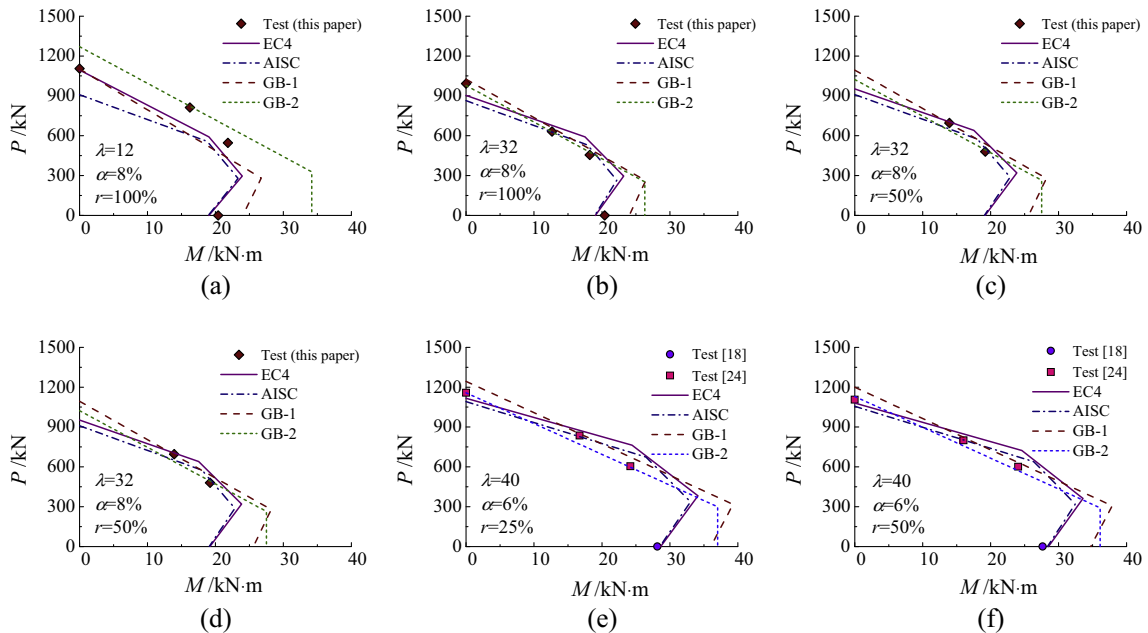 1500
1200
900
600
300
0
P /kN
0
10
20
30
40
M /kN·m
Test (this paper)
EC4
AISC
GB-1
GB-2
λ=12
α=8%
r=100%
(a)
1500
1200
900
600
300
0
P /kN
0
10
20
30
40
M /kN·m
Test (this paper)
EC4
AISC
GB-1
GB-2
λ=32
α=8%
r=100%
(b)
1500
1200
900
600
300
0
P /kN
0
10
20
30
40
M /kN·m
Test (this paper)
EC4
AISC
GB-1
GB-2
λ=32
α=8%
r=50%
(c)
1500
1200
900
600
300
0
P /kN
0
10
20
30
40
M /kN·m
Test (this paper)
EC4
AISC
GB-1
GB-2
λ=32
α=8%
r=50%
(d)
1500
1200
900
600
300
0
P /kN
0
10
20
30
40
M /kN·m
Test [18]
Test [24]
EC4
AISC
GB-1
GB-2
λ=40
α=6%
r=25%
(e)
1500
1200
900
600
300
0
P /kN
0
10
20
30
40
M /kN·m
Test [18]
Test [24]
EC4
AISC
GB-1
GB-2
λ=40
α=6%
r=50%
(f)